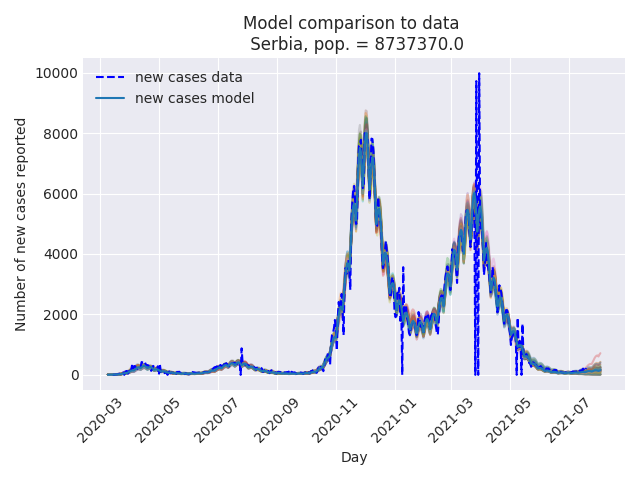 Model comparison to data
Serbia, pop. = 8737370.0
new cases data
new cases model
Number of new cases reported
10000
8000
6000
4000
2000
0
2020-03
2020-05
2020-07
2020-09
2020-11
2021-01
2021-03
2021-05
2021-07
Day